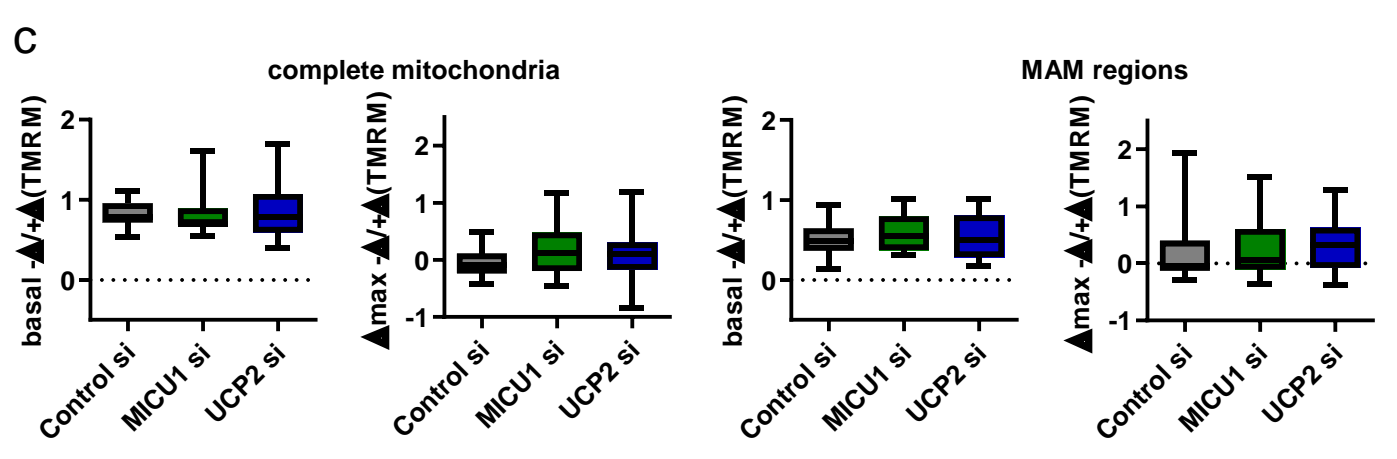 C
complete mitochondria
MAM regions
basal -▲/+▲(TMRM)
2
1
0
Control si
MICU1 si
UCP2 si
▲max -▲/+▲(TMRM)
2
1
0
-1
Control si
MICU1 si
UCP2 si
basal -▲/+▲(TMRM)
2
1
0
Control si
MICU1 si
UCP2 si
▲max -▲/+▲(TMRM)
2
1
0
-1
Control si
MICU1 si
UCP2 si